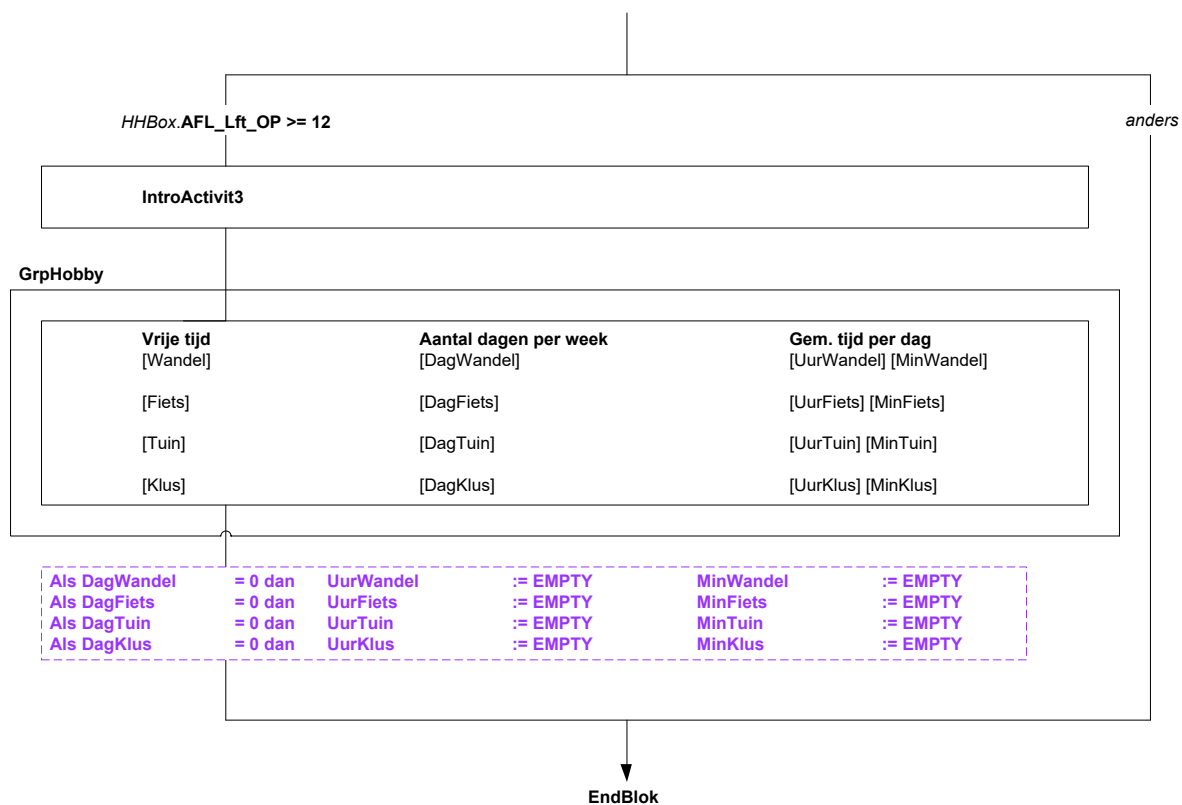 HHBox.AFL_Lft_OP >= 12 anders
IntroActivit3
GrpHobby
Vrije tijd Aantal dagen per week Gem. tijd per dag
[Wandel] [DagWandel] [UurWandel] [MinWandel]
[Fiets] [DagFiets] [UurFiets] [MinFiets]
[Tuin] [DagTuin] [UurTuin] [MinTuin]
[Klus] [DagKlus] [UurKlus] [MinKlus]
Als DagWandel = 0 dan UurWandel := EMPTY MinWandel := EMPTY
Als DagFiets = 0 dan UurFiets := EMPTY MinFiets := EMPTY
Als DagTuin = 0 dan UurTuin := EMPTY MinTuin := EMPTY
Als DagKlus = 0 dan UurKlus := EMPTY MinKlus := EMPTY
EndBlok